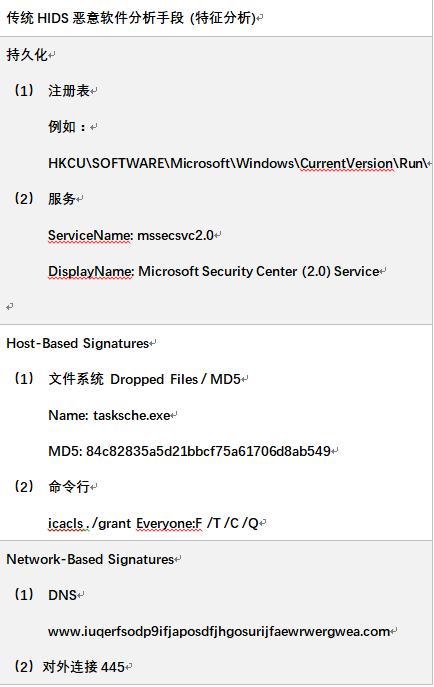 传统 HIDS 恶意软件分析手段 (特征分析)
持久化
(1) 注册表
例如：
HKCU\SOFTWARE\Microsoft\Windows\CurrentVersion\Run\
(2) 服务
ServiceName: mssecsvc2.0
DisplayName: Microsoft Security Center (2.0) Service
Host-Based Signatures
(1) 文件系统 Dropped Files / MD5
Name: tasksche.exe
MD5: 84c82835a5d21bbcf75a61706d8ab549
(2) 命令行
icacls . /grant Everyone:F /T /C /Q
Network-Based Signatures
(1) DNS
www.iuqerfsodp9ifjaposdfjhgosurijfaewrwergwea.com
(2) 对外连接 445